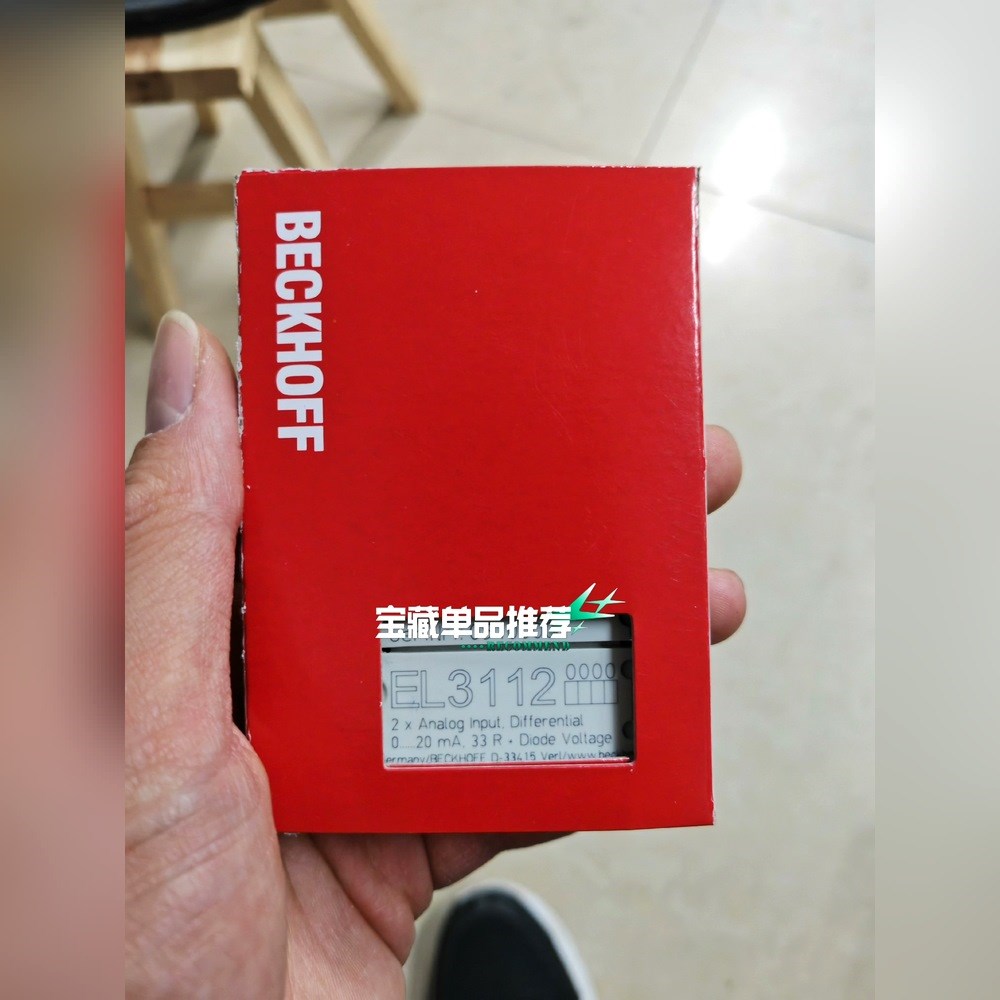 BECKHOFF
宝藏单品推荐
RECOMMEND
EL3112 0000
2 x Analog Input, Differential
0...20 mA, 33 R + Diode Voltage
ermany/BECKHOFF D-33415 Verl/www.bec